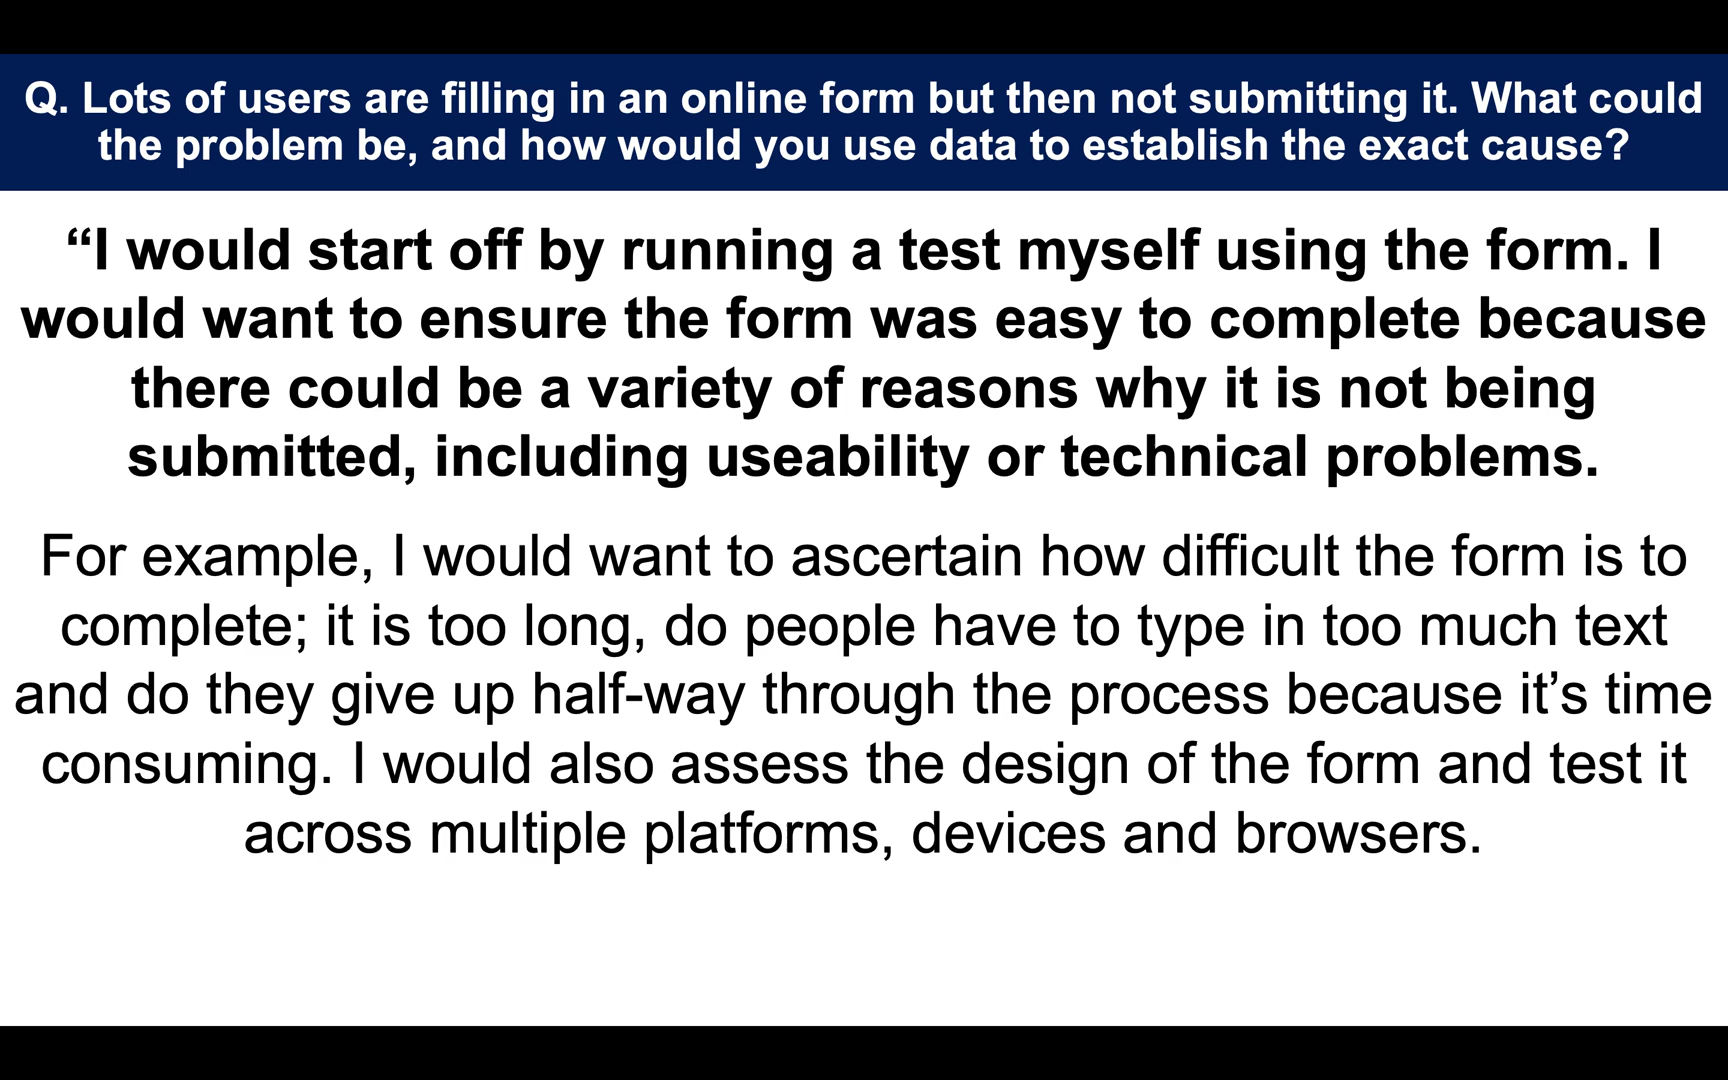 Q. Lots of users are filling in an online form but then not submitting it. What could
the problem be, and how would you use data to establish the exact cause?
“I would start off by running a test myself using the form. I
would want to ensure the form was easy to complete because
there could be a variety of reasons why it is not being
submitted, including useability or technical problems.
For example, I would want to ascertain how difficult the form is to
complete; it is too long, do people have to type in too much text
and do they give up half-way through the process because it’s time
consuming. I would also assess the design of the form and test it
across multiple platforms, devices and browsers.